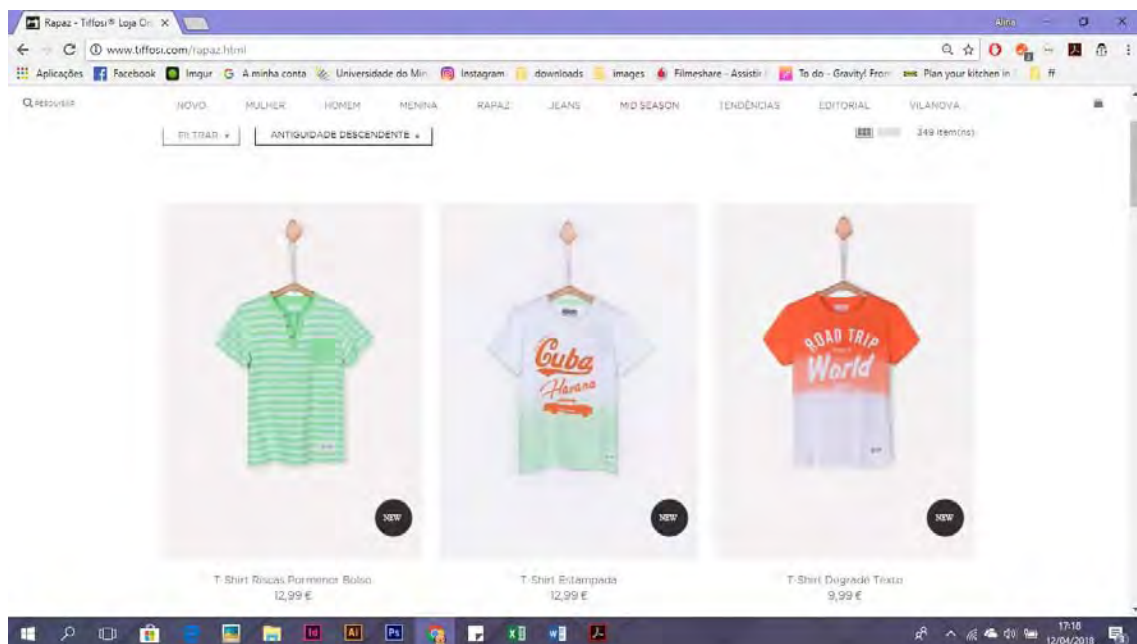 Rapaz - Tiffosi® Loja On
Alina
www.tiffosi.com/rapaz.html
Aplicações Facebook Imgur A minha conta Universidade do Min Instagram downloads images Filmeshare - Assistir To do - Gravity! From Plan your kitchen in ff
PESQUISAR NOVO MULHER HOMEM MENINA RAPAZ JEANS MID SEASON TENDÊNCIAS EDITORIAL VILANOVA
FILTRAR ANTIGUIDADE DESCENDENTE 349 item(ns)
Cuba
Havana
ROAD TRIP
World
NEW NEW NEW
T-Shirt Riscas Pormenor Bolso T-Shirt Estampada T-Shirt Degradé Texto
12,99 € 12,99 € 9,99 €
Id Ai Ps
17:18
12/04/2018